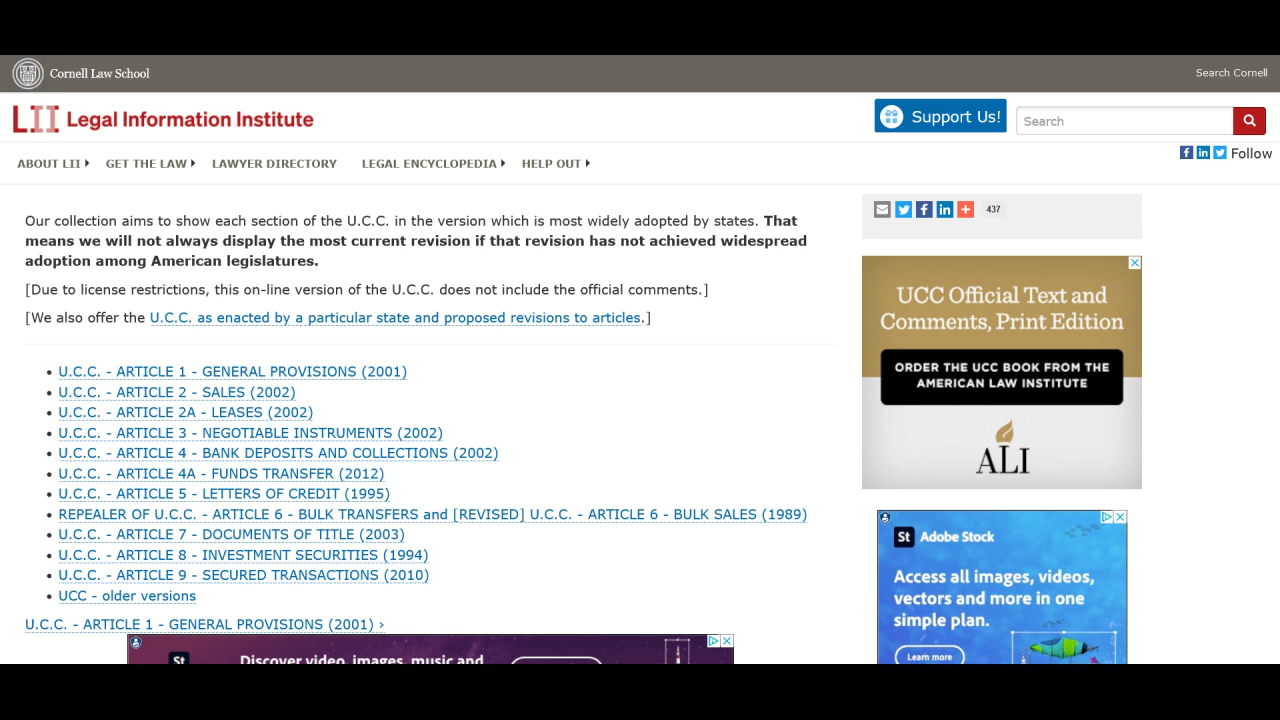 Cornell Law School
Search Cornell
LII Legal Information Institute
Support Us!
Search
ABOUT LII GET THE LAW LAWYER DIRECTORY LEGAL ENCYCLOPEDIA HELP OUT
Follow
Our collection aims to show each section of the U.C.C. in the version which is most widely adopted by states. That
means we will not always display the most current revision if that revision has not achieved widespread
adoption among American legislatures.
[Due to license restrictions, this on-line version of the U.C.C. does not include the official comments.]
[We also offer the U.C.C. as enacted by a particular state and proposed revisions to articles.]
• U.C.C. - ARTICLE 1 - GENERAL PROVISIONS (2001)
• U.C.C. - ARTICLE 2 - SALES (2002)
• U.C.C. - ARTICLE 2A - LEASES (2002)
• U.C.C. - ARTICLE 3 - NEGOTIABLE INSTRUMENTS (2002)
• U.C.C. - ARTICLE 4 - BANK DEPOSITS AND COLLECTIONS (2002)
• U.C.C. - ARTICLE 4A - FUNDS TRANSFER (2012)
• U.C.C. - ARTICLE 5 - LETTERS OF CREDIT (1995)
• REPEALER OF U.C.C. - ARTICLE 6 - BULK TRANSFERS and [REVISED] U.C.C. - ARTICLE 6 - BULK SALES (1989)
• U.C.C. - ARTICLE 7 - DOCUMENTS OF TITLE (2003)
• U.C.C. - ARTICLE 8 - INVESTMENT SECURITIES (1994)
• U.C.C. - ARTICLE 9 - SECURED TRANSACTIONS (2010)
• UCC - older versions
U.C.C. - ARTICLE 1 - GENERAL PROVISIONS (2001) ›
St
Discover video, images, music and
437
UCC Official Text and
Comments, Print Edition
ORDER THE UCC BOOK FROM THE
AMERICAN LAW INSTITUTE
ALI
St Adobe Stock
Access all images, videos,
vectors and more in one
simple plan.
Learn more